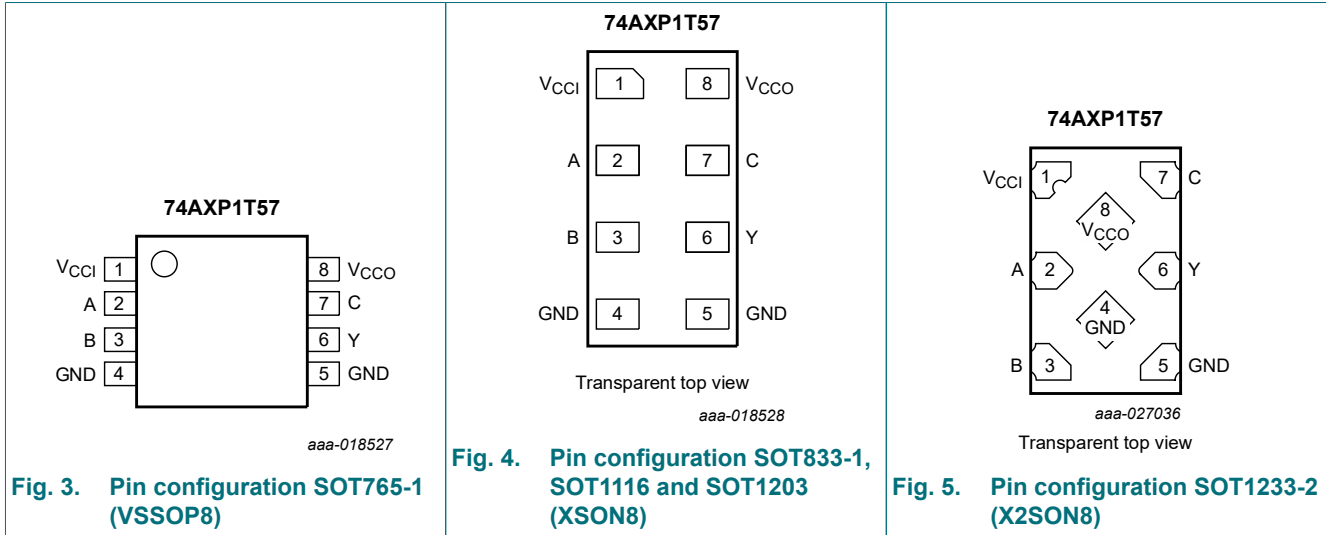 74AXP1T57
VCCI 1 8 VCCO
A 2 7 C
B 3 6 Y
GND 4 5 GND
aaa-018527
Fig. 3. Pin configuration SOT765-1
(VSSOP8)
74AXP1T57
VCCI 1 8 VCCO
A 2 7 C
B 3 6 Y
GND 4 5 GND
Transparent top view
aaa-018528
Fig. 4. Pin configuration SOT833-1,
SOT1116 and SOT1203
(XSON8)
74AXP1T57
VCCI 1 7 C
8
VCCO
A 2 6 Y
4
GND
B 3 5 GND
aaa-027036
Transparent top view
Fig. 5. Pin configuration SOT1233-2
(X2SON8)